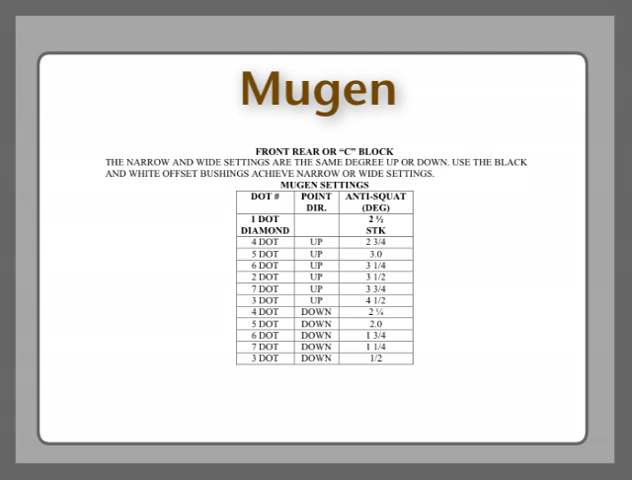 Mugen
FRONT REAR OR “C” BLOCK
THE NARROW AND WIDE SETTINGS ARE THE SAME DEGREE UP OR DOWN. USE THE BLACK
AND WHITE OFFSET BUSHINGS ACHIEVE NARROW OR WIDE SETTINGS.
MUGEN SETTINGS
DOT # POINT DIR. ANTI-SQUAT (DEG)
1 DOT DIAMOND 2 ½ STK
4 DOT UP 2 3/4
5 DOT UP 3.0
6 DOT UP 3 1/4
2 DOT UP 3 1/2
7 DOT UP 3 3/4
3 DOT UP 4 1/2
4 DOT DOWN 2 ¼
5 DOT DOWN 2.0
6 DOT DOWN 1 3/4
7 DOT DOWN 1 1/4
3 DOT DOWN 1/2